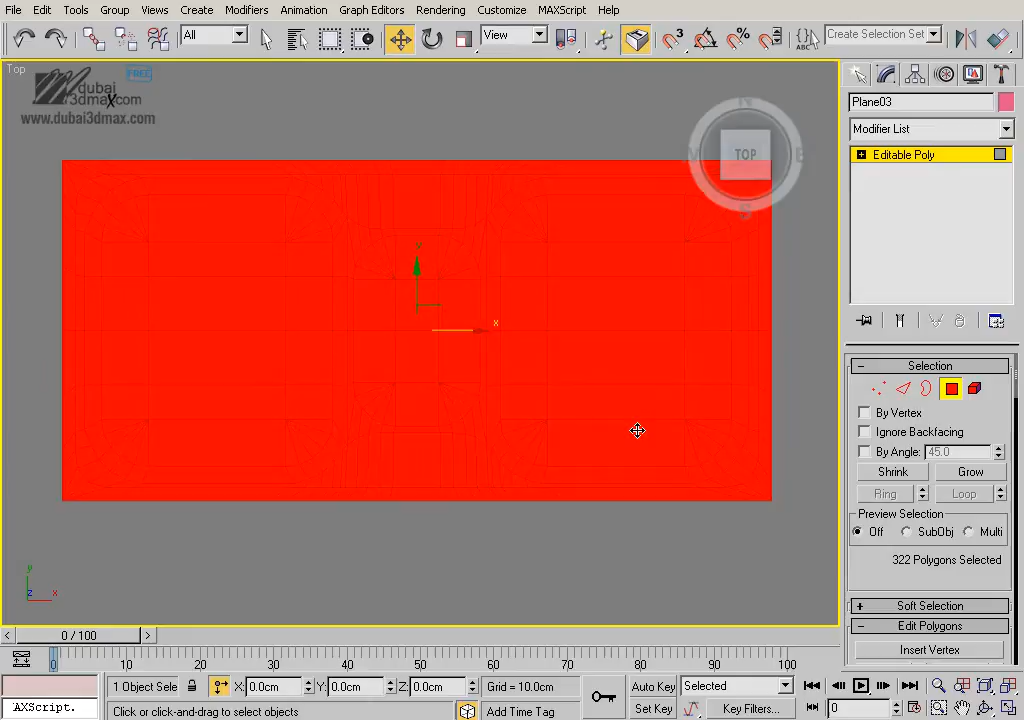 File Edit Tools Group Views Create Modifiers Animation Graph Editors Rendering Customize MAXScript Help
All View 3 % ABC Create Selection Set
Top
FREE
dubai
3dmax.com
www.dubai3dmax.com
N
TOP
S
y
x
y
z x
Plane03
Modifier List
Editable Poly
Selection
By Vertex
Ignore Backfacing
By Angle: 45.0
Shrink Grow
Ring Loop
Preview Selection
Off SubObj Multi
322 Polygons Selected
Soft Selection
Edit Polygons
Insert Vertex
0 / 100
0 10 20 30 40 50 60 70 80 90 100
1 Object Sele X: 0.0cm Y: 0.0cm Z: 0.0cm Grid = 10.0cm Auto Key Selected
'AXScript. Click or click-and-drag to select objects Add Time Tag Set Key Key Filters... 0